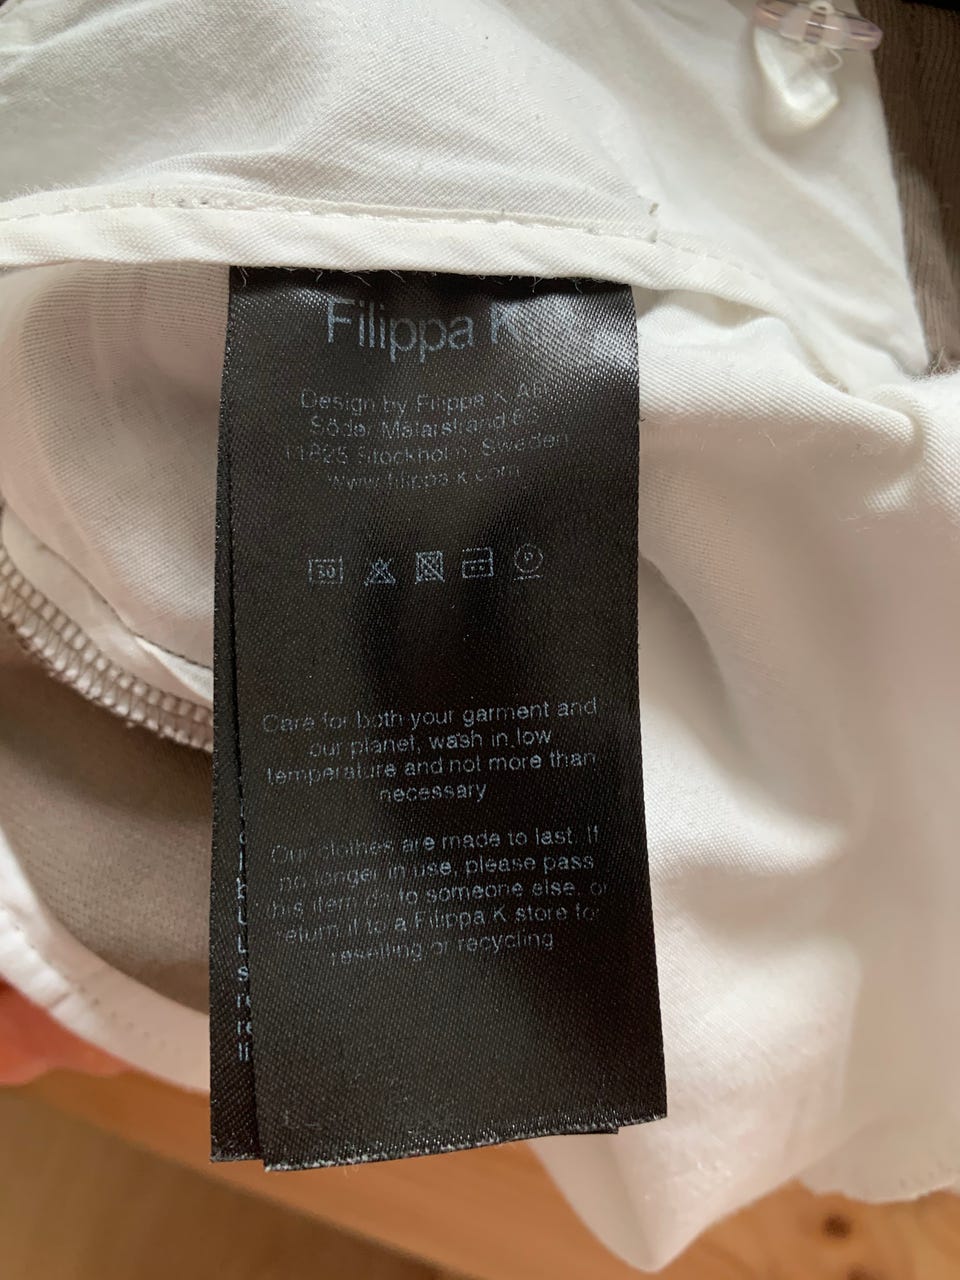 Filippa K
Design by Filippa K AB
Söder Mälarstrand
Stockholm, Sweden
www.filippa-k.com
Care for both your garment and
our planet, wash in low
temperature and not more than
necessary
Our clothes are made to last. If
no longer in use, please pass
this item on to someone else, or
return it to a Filippa K store for
reselling or recycling